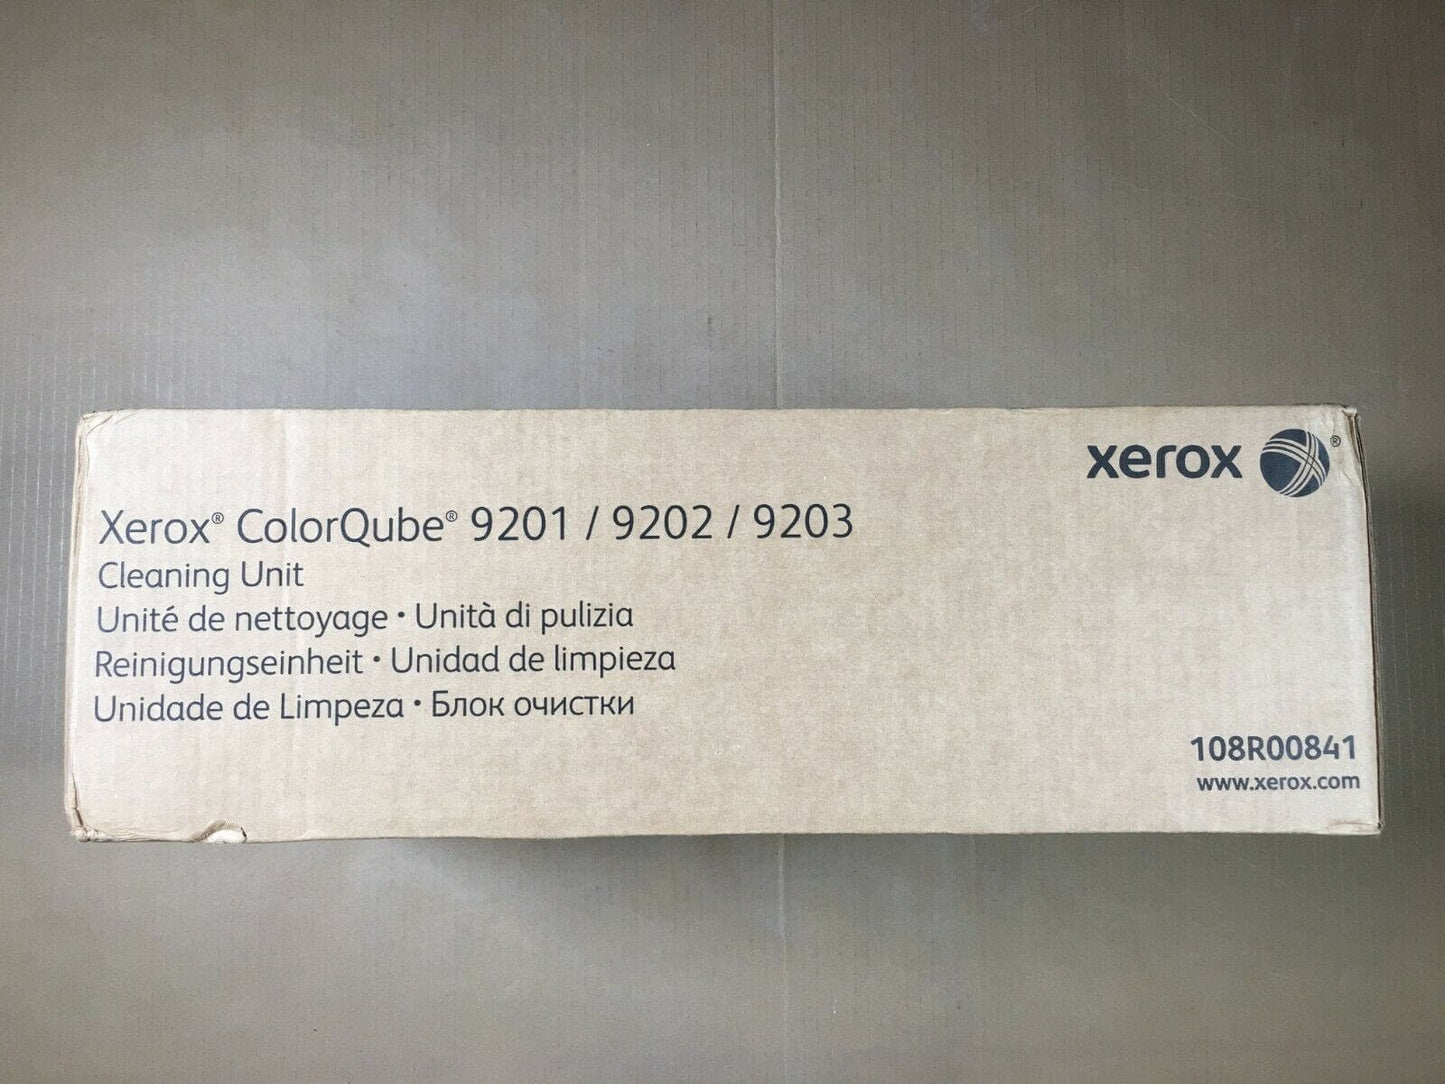 xerox ®
Xerox® ColorQube® 9201 / 9202 / 9203
Cleaning Unit
Unité de nettoyage • Unità di pulizia
Reinigungseinheit • Unidad de limpieza
Unidade de Limpeza • Блок очистки
108R00841
www.xerox.com